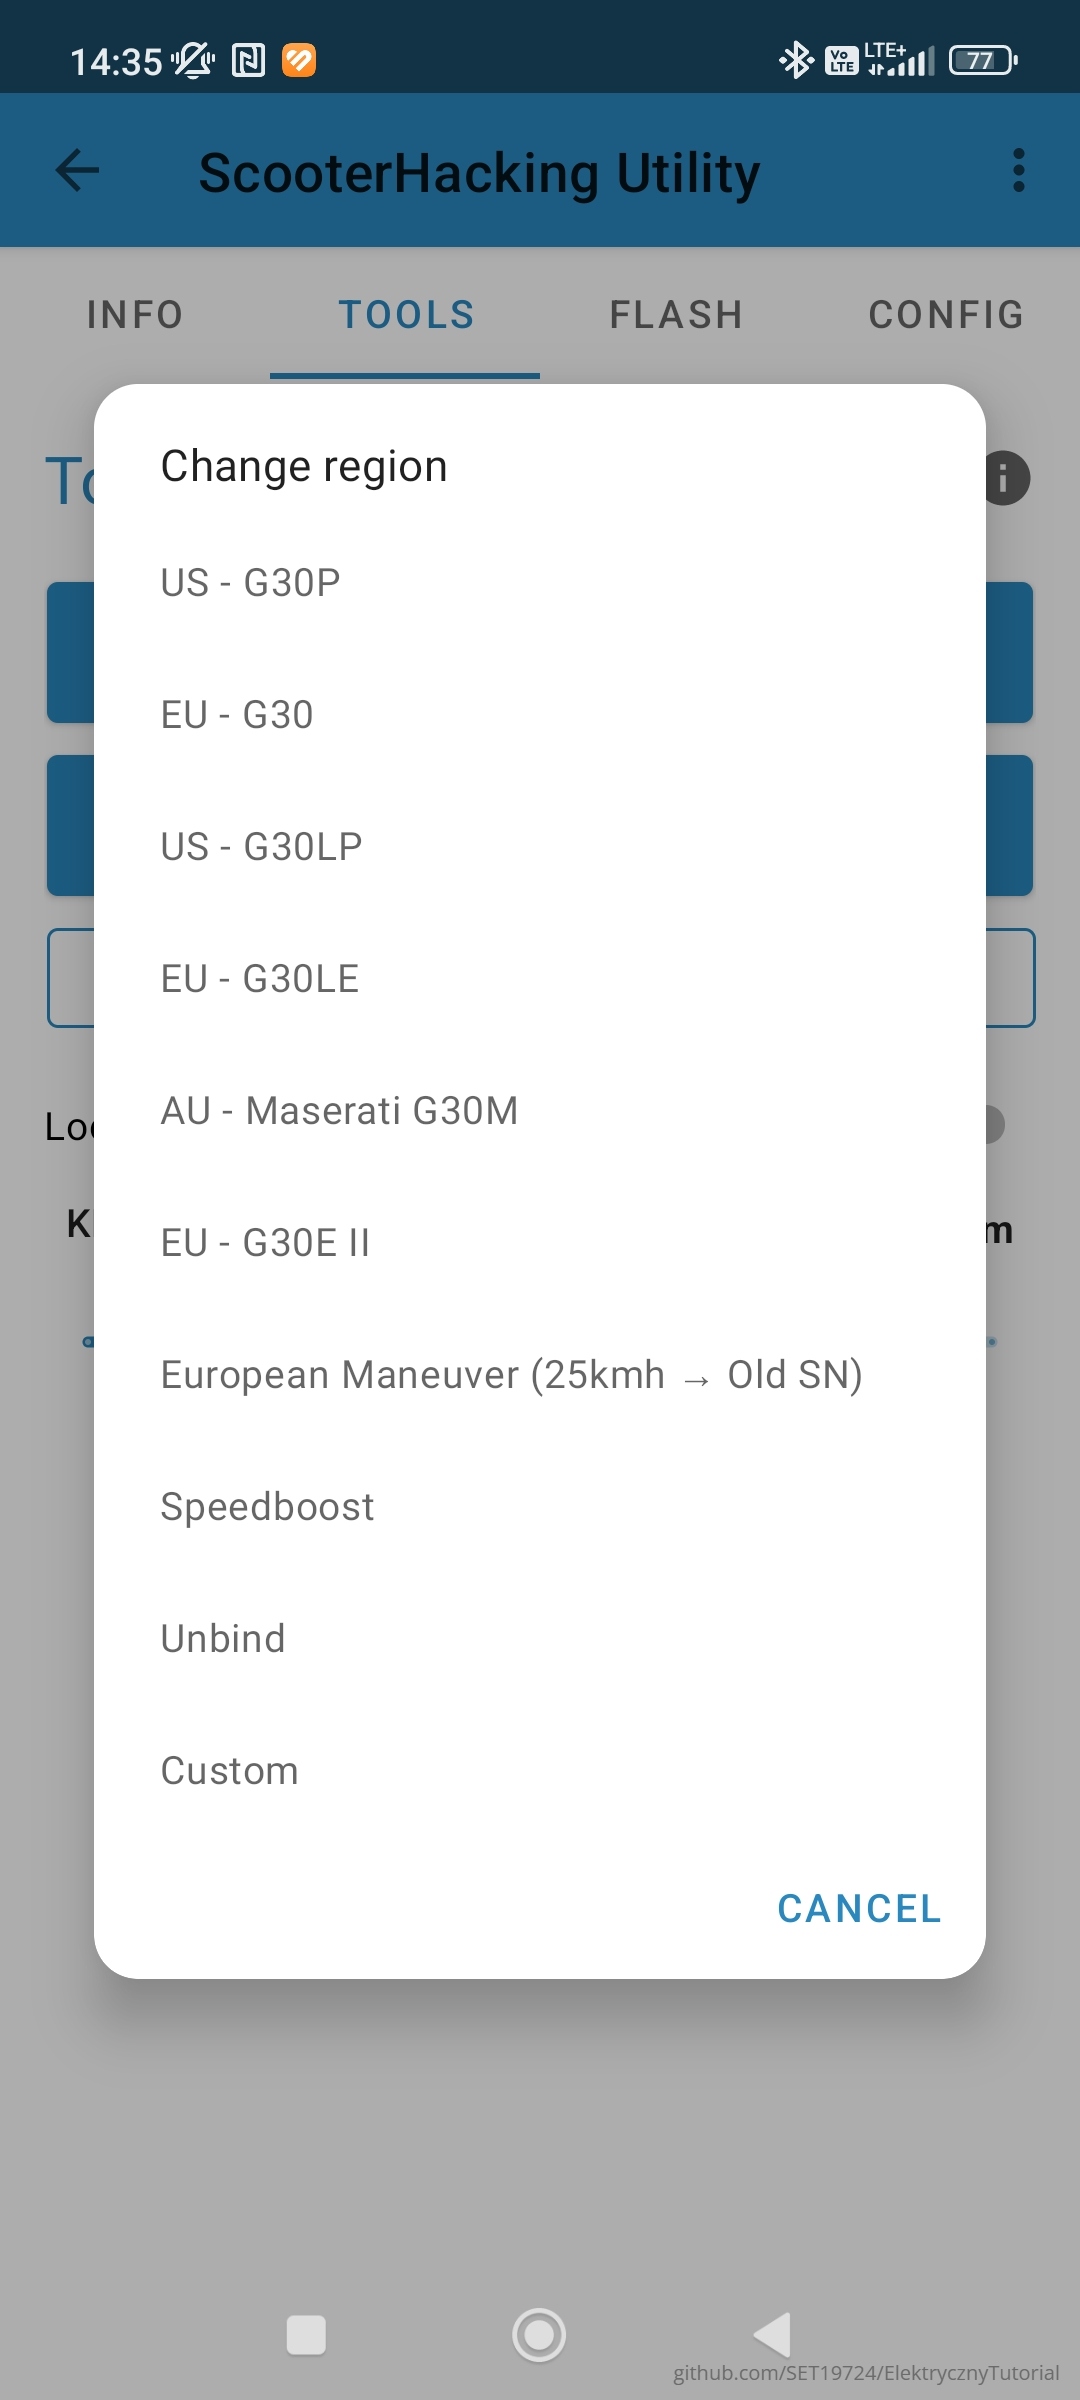 14:35
Vo LTE
LTE+
77
ScooterHacking Utility
INFO
TOOLS
FLASH
CONFIG
Change region
US - G30P
EU - G30
US - G30LP
EU - G30LE
AU - Maserati G30M
EU - G30E II
European Maneuver (25kmh → Old SN)
Speedboost
Unbind
Custom
CANCEL
github.com/SET19724/ElektrycznyTutorial